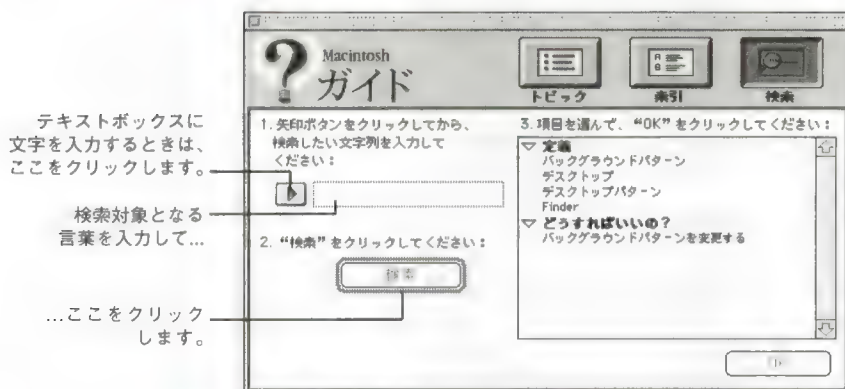 Macintosh
ガイド
トピック
索引
検索
テキストボックスに
文字を入力するときは、
ここをクリックします。
検索対象となる
言葉を入力して...
...ここをクリック
します。
1. 矢印ボタンをクリックしてから、
検索したい文字列を入力して
ください:
2. “検索” をクリックしてください:
検索
3. 項目を選んで、“OK” をクリックしてください:
▽ 定義
バックグラウンドパターン
デスクトップ
デスクトップパターン
Finder
▽ どうすればいいの?
バックグラウンドパターンを変更する